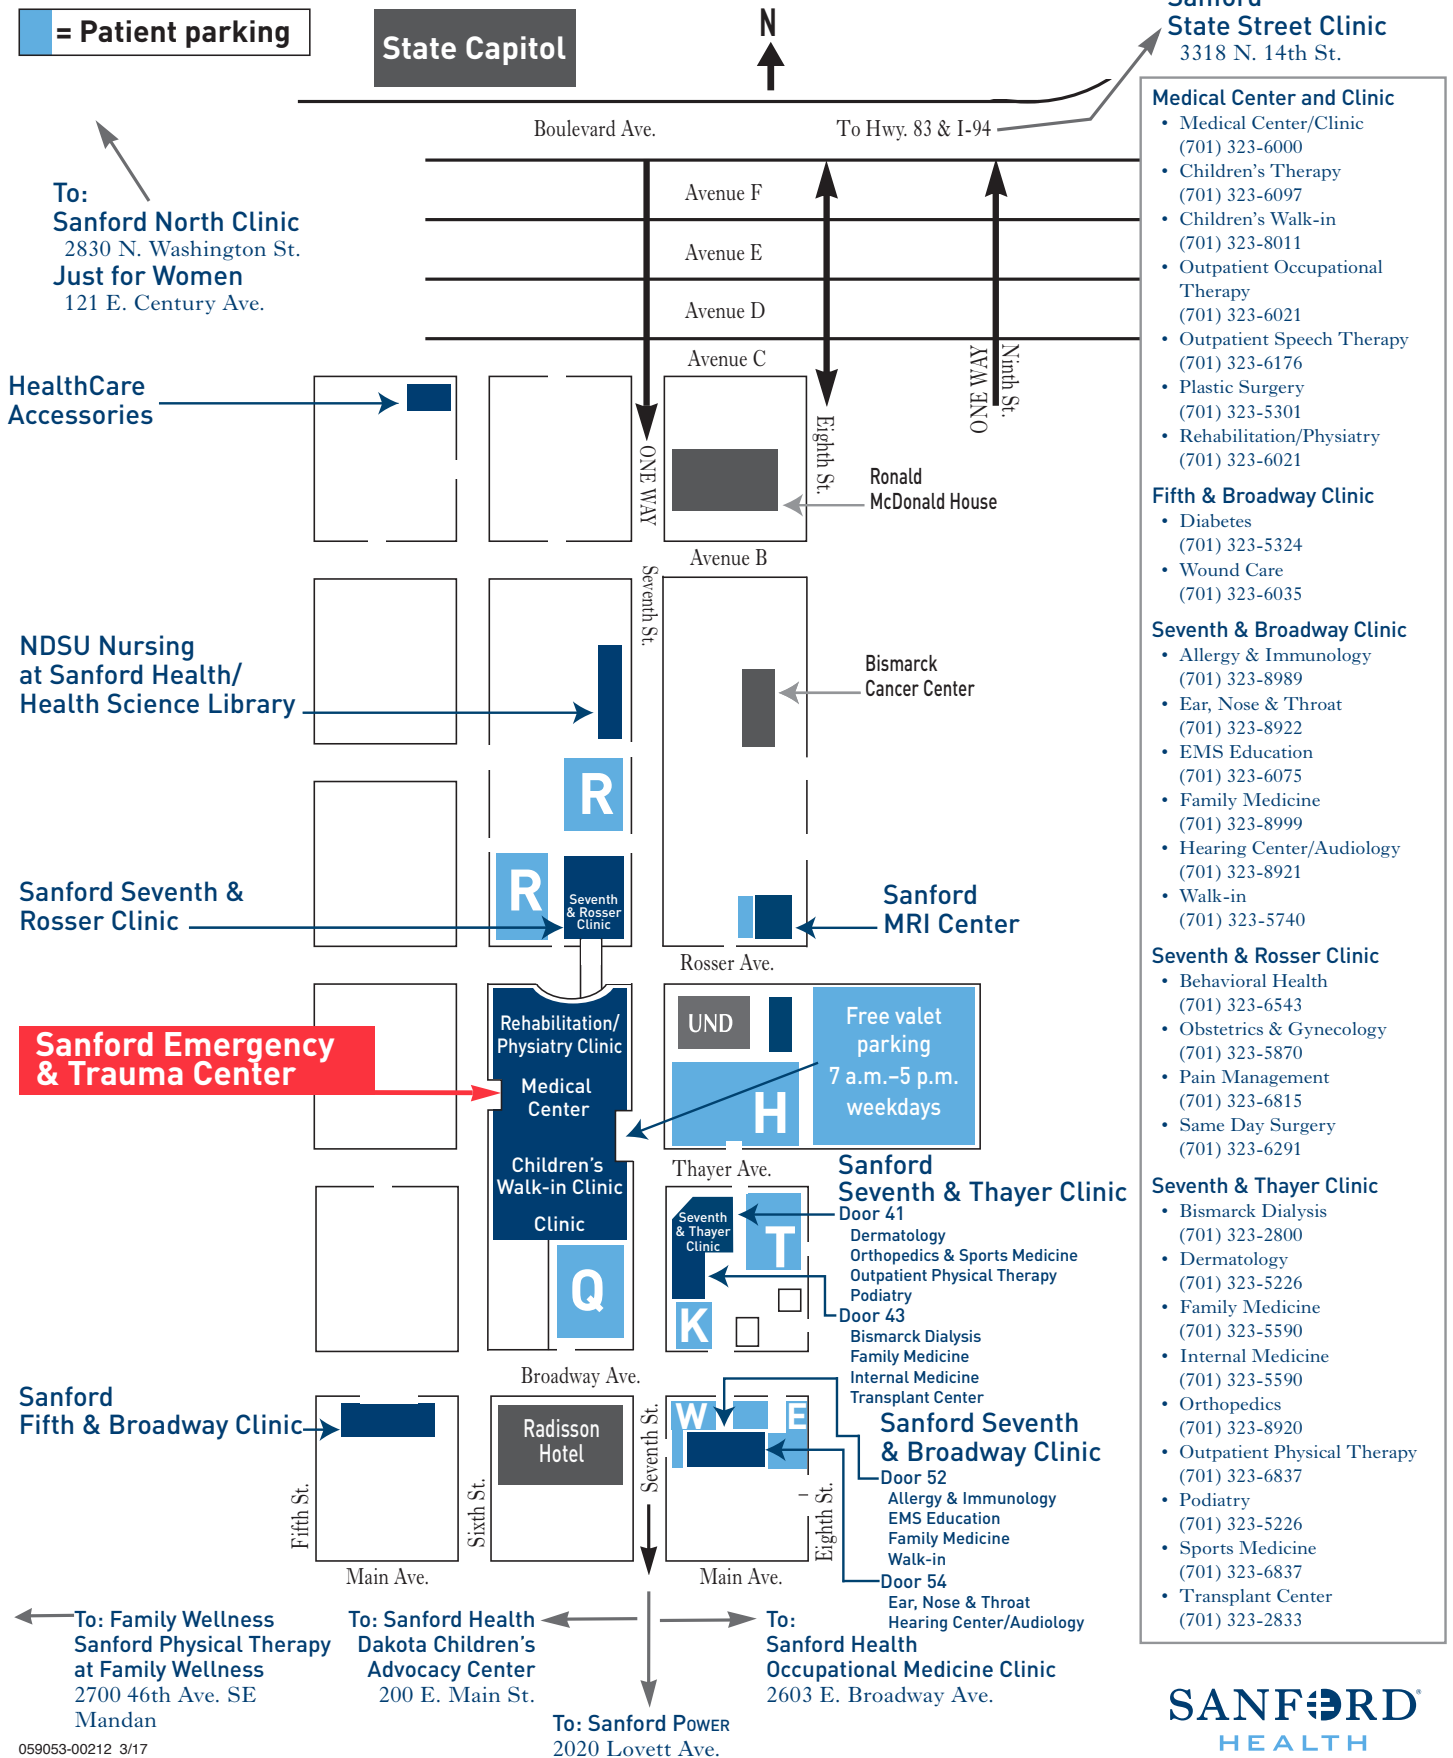 = Patient parking
State Capitol
N
Sanford
State Street Clinic
3318 N. 14th St.
Boulevard Ave.
To Hwy. 83 & I-94
To:
Sanford North Clinic
2830 N. Washington St.
Just for Women
121 E. Century Ave.
Avenue F
Avenue E
Avenue D
Avenue C
HealthCare
Accessories
ONE WAY
Eighth St.
ONE WAY
Ninth St.
Ronald
McDonald House
Avenue B
Seventh St.
NDSU Nursing
at Sanford Health/
Health Science Library
Bismarck
Cancer Center
R
R
Sanford Seventh &
Rosser Clinic
Seventh
& Rosser
Clinic
Sanford
MRI Center
Rosser Ave.
Sanford Emergency
& Trauma Center
Rehabilitation/
Physiatry Clinic
Medical
Center
Children's
Walk-in Clinic
Clinic
UND
H
Free valet
parking
7 a.m.–5 p.m.
weekdays
Thayer Ave.
Q
Seventh
& Thayer
Clinic
T
K
Sanford
Seventh & Thayer Clinic
Door 41
Dermatology
Orthopedics & Sports Medicine
Outpatient Physical Therapy
Podiatry
Door 43
Bismarck Dialysis
Family Medicine
Internal Medicine
Transplant Center
Broadway Ave.
Sanford
Fifth & Broadway Clinic
Radisson
Hotel
W
E
Sanford Seventh
& Broadway Clinic
Door 52
Allergy & Immunology
EMS Education
Family Medicine
Walk-in
Door 54
Ear, Nose & Throat
Hearing Center/Audiology
Fifth St.
Sixth St.
Seventh St.
Eighth St.
Main Ave.
Main Ave.
To: Family Wellness
Sanford Physical Therapy
at Family Wellness
2700 46th Ave. SE
Mandan
To: Sanford Health
Dakota Children's
Advocacy Center
200 E. Main St.
To: Sanford POWER
2020 Lovett Ave.
To:
Sanford Health
Occupational Medicine Clinic
2603 E. Broadway Ave.
059053-00212 3/17
Medical Center and Clinic
• Medical Center/Clinic
(701) 323-6000
• Children's Therapy
(701) 323-6097
• Children's Walk-in
(701) 323-8011
• Outpatient Occupational
Therapy
(701) 323-6021
• Outpatient Speech Therapy
(701) 323-6176
• Plastic Surgery
(701) 323-5301
• Rehabilitation/Physiatry
(701) 323-6021
Fifth & Broadway Clinic
• Diabetes
(701) 323-5324
• Wound Care
(701) 323-6035
Seventh & Broadway Clinic
• Allergy & Immunology
(701) 323-8989
• Ear, Nose & Throat
(701) 323-8922
• EMS Education
(701) 323-6075
• Family Medicine
(701) 323-8999
• Hearing Center/Audiology
(701) 323-8921
• Walk-in
(701) 323-5740
Seventh & Rosser Clinic
• Behavioral Health
(701) 323-6543
• Obstetrics & Gynecology
(701) 323-5870
• Pain Management
(701) 323-6815
• Same Day Surgery
(701) 323-6291
Seventh & Thayer Clinic
• Bismarck Dialysis
(701) 323-2800
• Dermatology
(701) 323-5226
• Family Medicine
(701) 323-5590
• Internal Medicine
(701) 323-5590
• Orthopedics
(701) 323-8920
• Outpatient Physical Therapy
(701) 323-6837
• Podiatry
(701) 323-5226
• Sports Medicine
(701) 323-6837
• Transplant Center
(701) 323-2833
SANFORD®
HEALTH